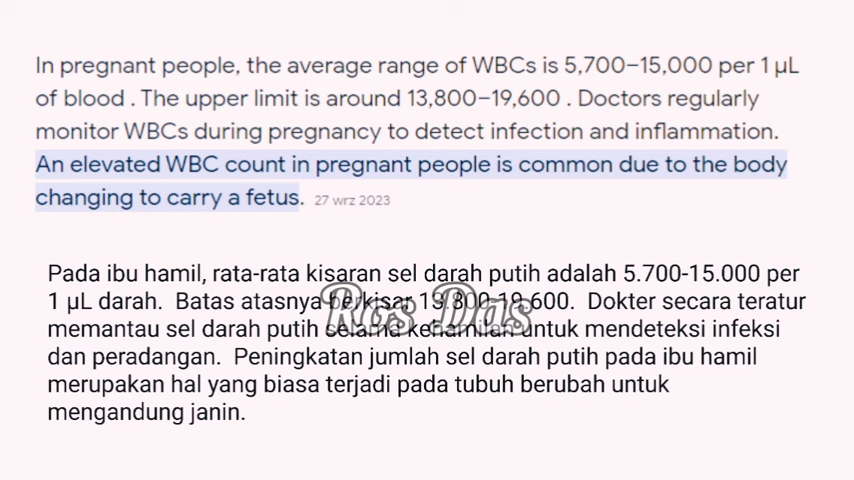 In pregnant people, the average range of WBCs is 5,700–15,000 per 1 µL
of blood . The upper limit is around 13,800–19,600 . Doctors regularly
monitor WBCs during pregnancy to detect infection and inflammation.
An elevated WBC count in pregnant people is common due to the body
changing to carry a fetus. 27 wrz 2023
Pada ibu hamil, rata-rata kisaran sel darah putih adalah 5.700-15.000 per
1 µL darah. Batas atasnya berkisar 19.600. Dokter secara teratur
memantau sel darah putih selama kehamilan untuk mendeteksi infeksi
dan peradangan. Peningkatan jumlah sel darah putih pada ibu hamil
merupakan hal yang biasa terjadi pada tubuh berubah untuk
mengandung janin.
Ros Das